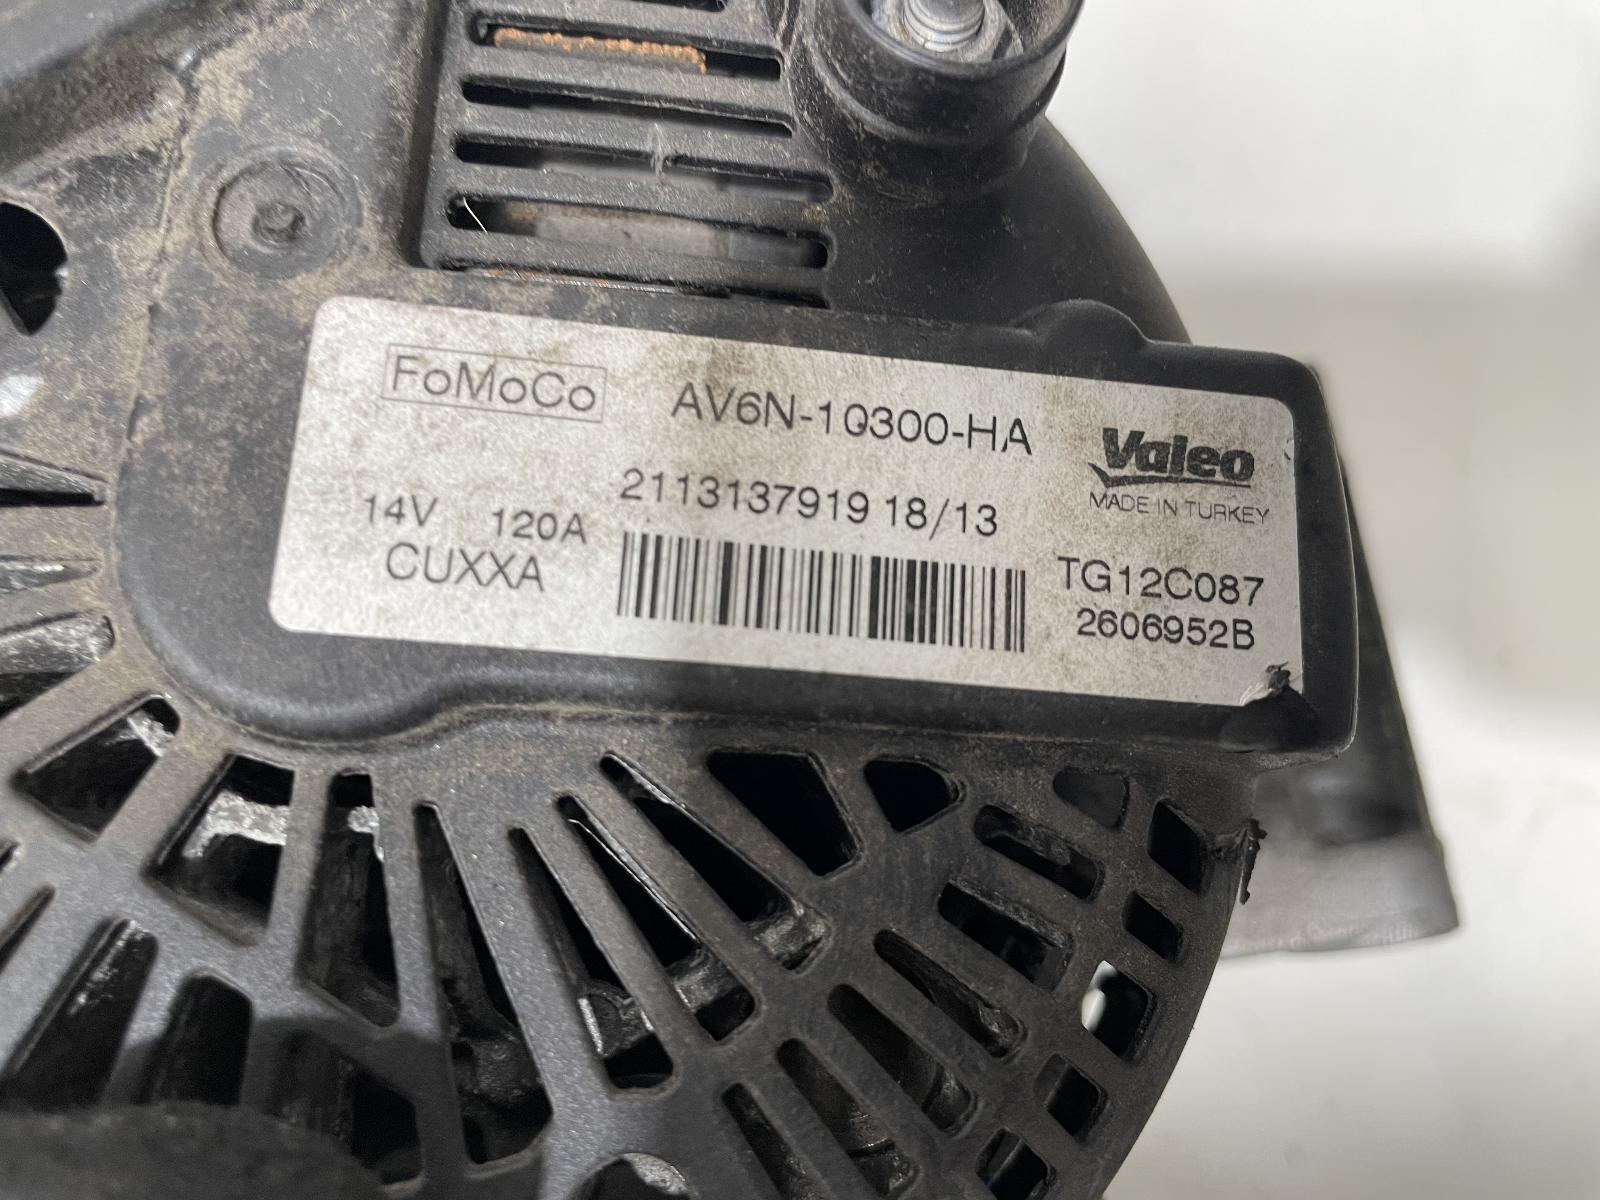 FoMoCo AV6N-10300-HA
Valeo
MADE IN TURKEY
2113137919 18/13
14V 120A
CUXXA
TG12C087
2606952B